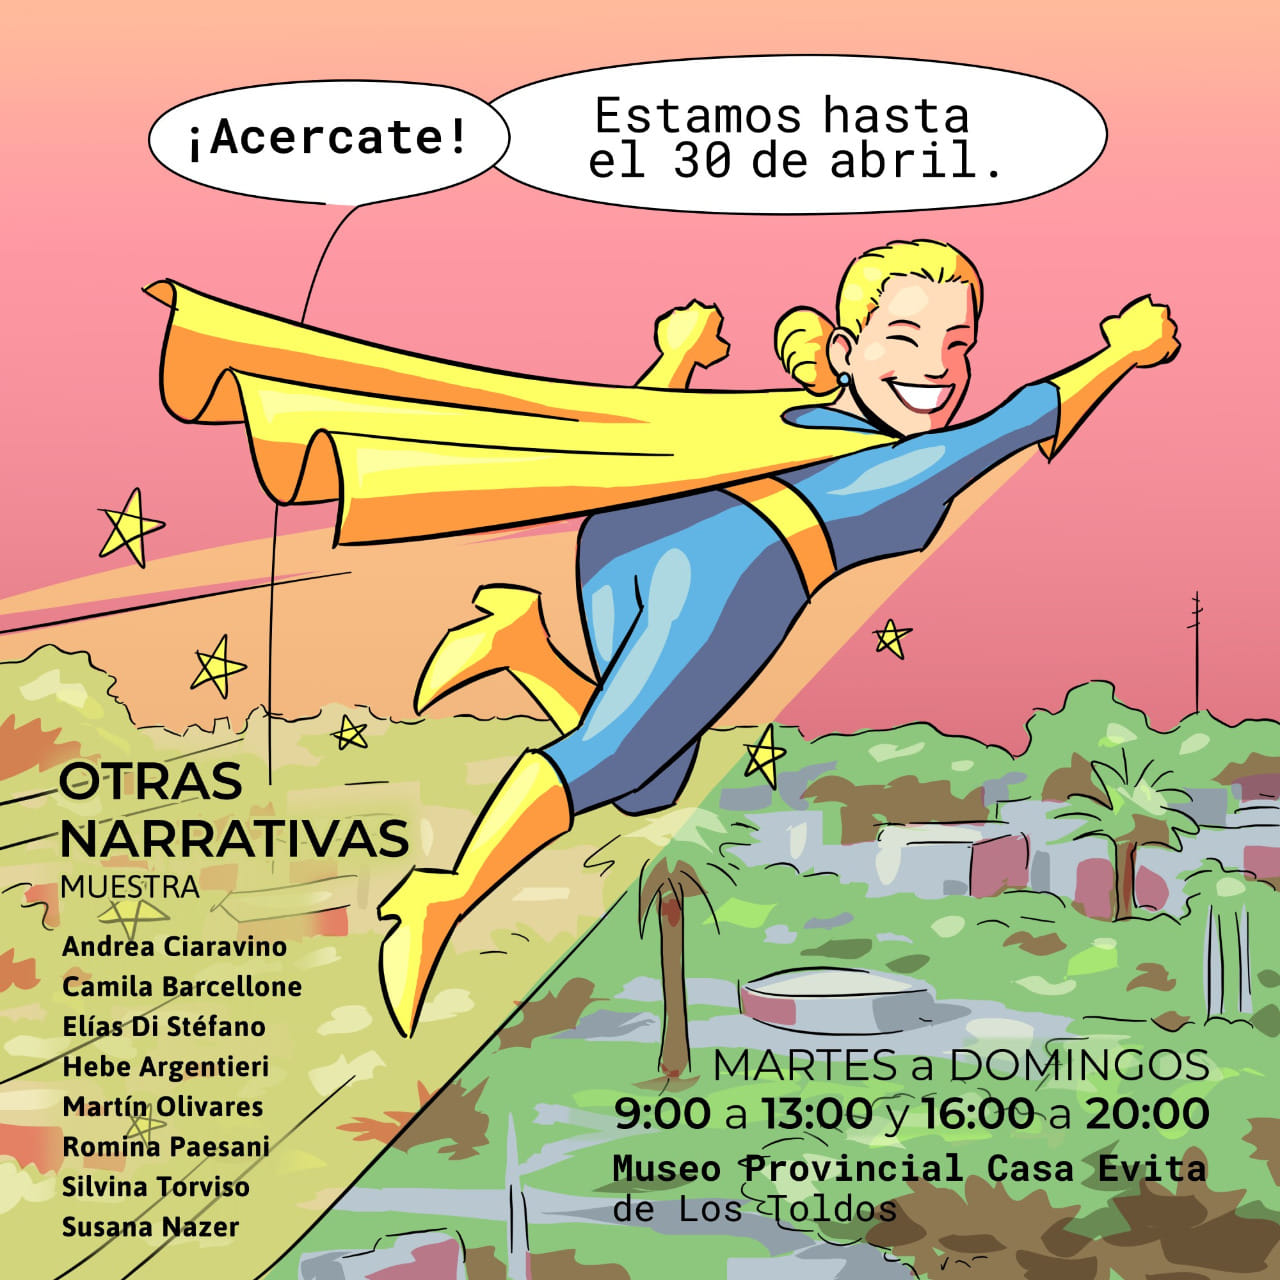 ¡Acercate!
Estamos hasta
el 30 de abril.
OTRAS
NARRATIVAS
MUESTRA
Andrea Ciaravino
Camila Barcellone
Elías Di Stéfano
Hebe Argentieri
Martín Olivares
Romina Paesani
Silvina Torviso
Susana Nazer
MARTES a DOMINGOS
9:00 a 13:00 y 16:00 a 20:00
Museo Provincial Casa Evita
de Los Toldos